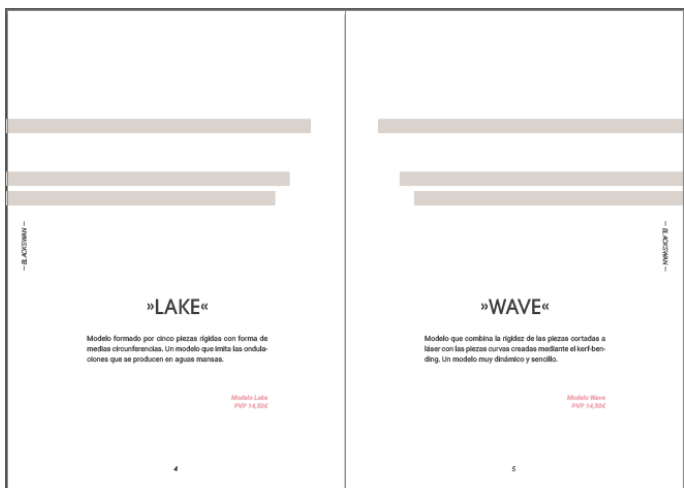 — BLACKSWAN —
»LAKE«
Modelo formado por cinco piezas rígidas con forma de
medias circunferencias. Un modelo que imita las ondula-
ciones que se producen en aguas mansas.
Modelo Lake
PVP 14,50€
4
— BLACKSWAN —
»WAVE«
Modelo que combina la rigidez de las piezas cortadas a
láser con las piezas curvas creadas mediante el kerf-ben-
ding. Un modelo muy dinámico y sencillo.
Modelo Wave
PVP 14,50€
5